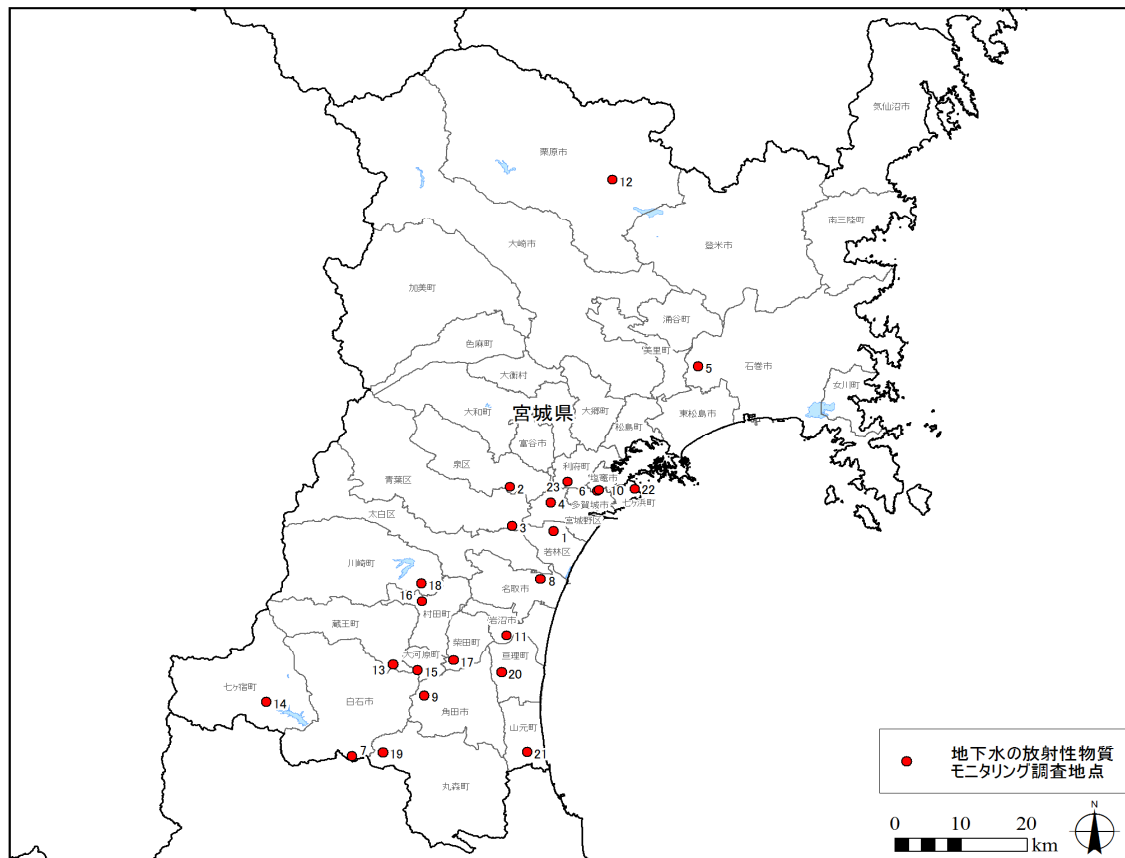 気仙沼市
栗原市
12
南三陸町
大崎市
登米市
加美町
涌谷町
色麻町
美里町
5
石巻市
大衡村
女川町
大和町
宮城県
大郷町
東松島市
松島町
富谷市
泉区
利府町
青葉区
塩竈市
2
23
6
10
22
七ヶ浜町
4
多賀城市
太白区
宮城野区
3
1
若林区
川崎町
18
8
名取市
16
村田町
蔵王町
岩沼市
柴田町
11
大河原町
亘理町
13
15
17
20
七ヶ宿町
14
白石市
9
角田市
山元町
7
19
21
丸森町
地下水の放射性物質
モニタリング調査地点
N
0 10 20
km